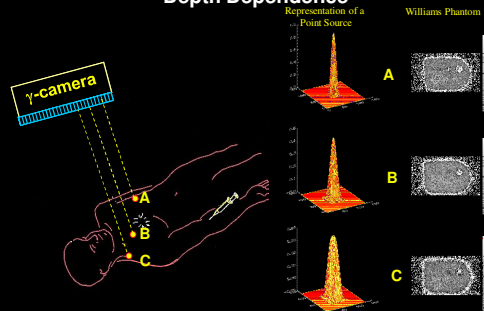 Depth Dependence
Representation of a
Point Source
Williams Phantom
γ-camera
A
B
C
A
B
C